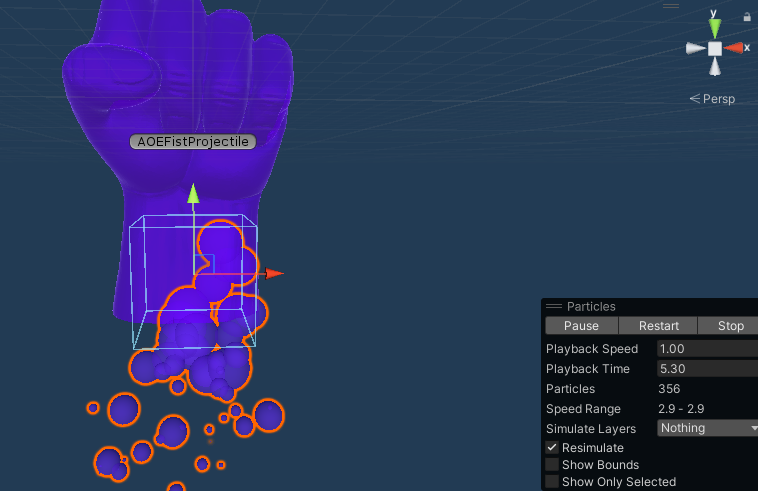 y
x
Persp
AOEFistProjectile
Particles
Pause Restart Stop
Playback Speed 1.00
Playback Time 5.30
Particles 356
Speed Range 2.9 - 2.9
Simulate Layers Nothing
Resimulate
Show Bounds
Show Only Selected